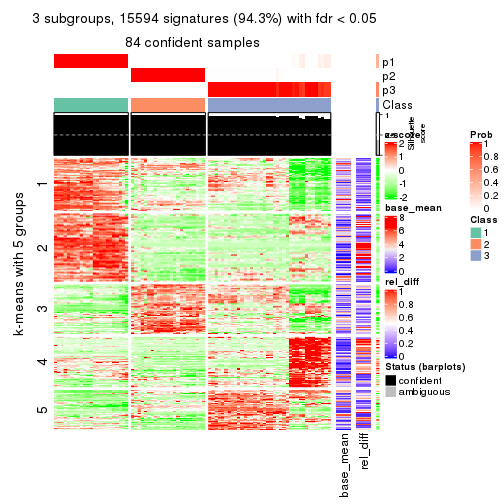 3 subgroups, 15594 signatures (94.3%) with fdr < 0.05
84 confident samples
p1
p2
p3
Class
1
Silhouette
score
k-means with 5 groups
1
2
3
4
5
base_mean
rel_diff
z-score
2
1
0
-2
base_mean
8
6
4
2
0
rel_diff
1
0.8
0.6
0.4
0.2
0
Status (barplots)
confident
ambiguous
Prob
1
0.8
0.6
0.4
0.2
0
Class
1
2
3